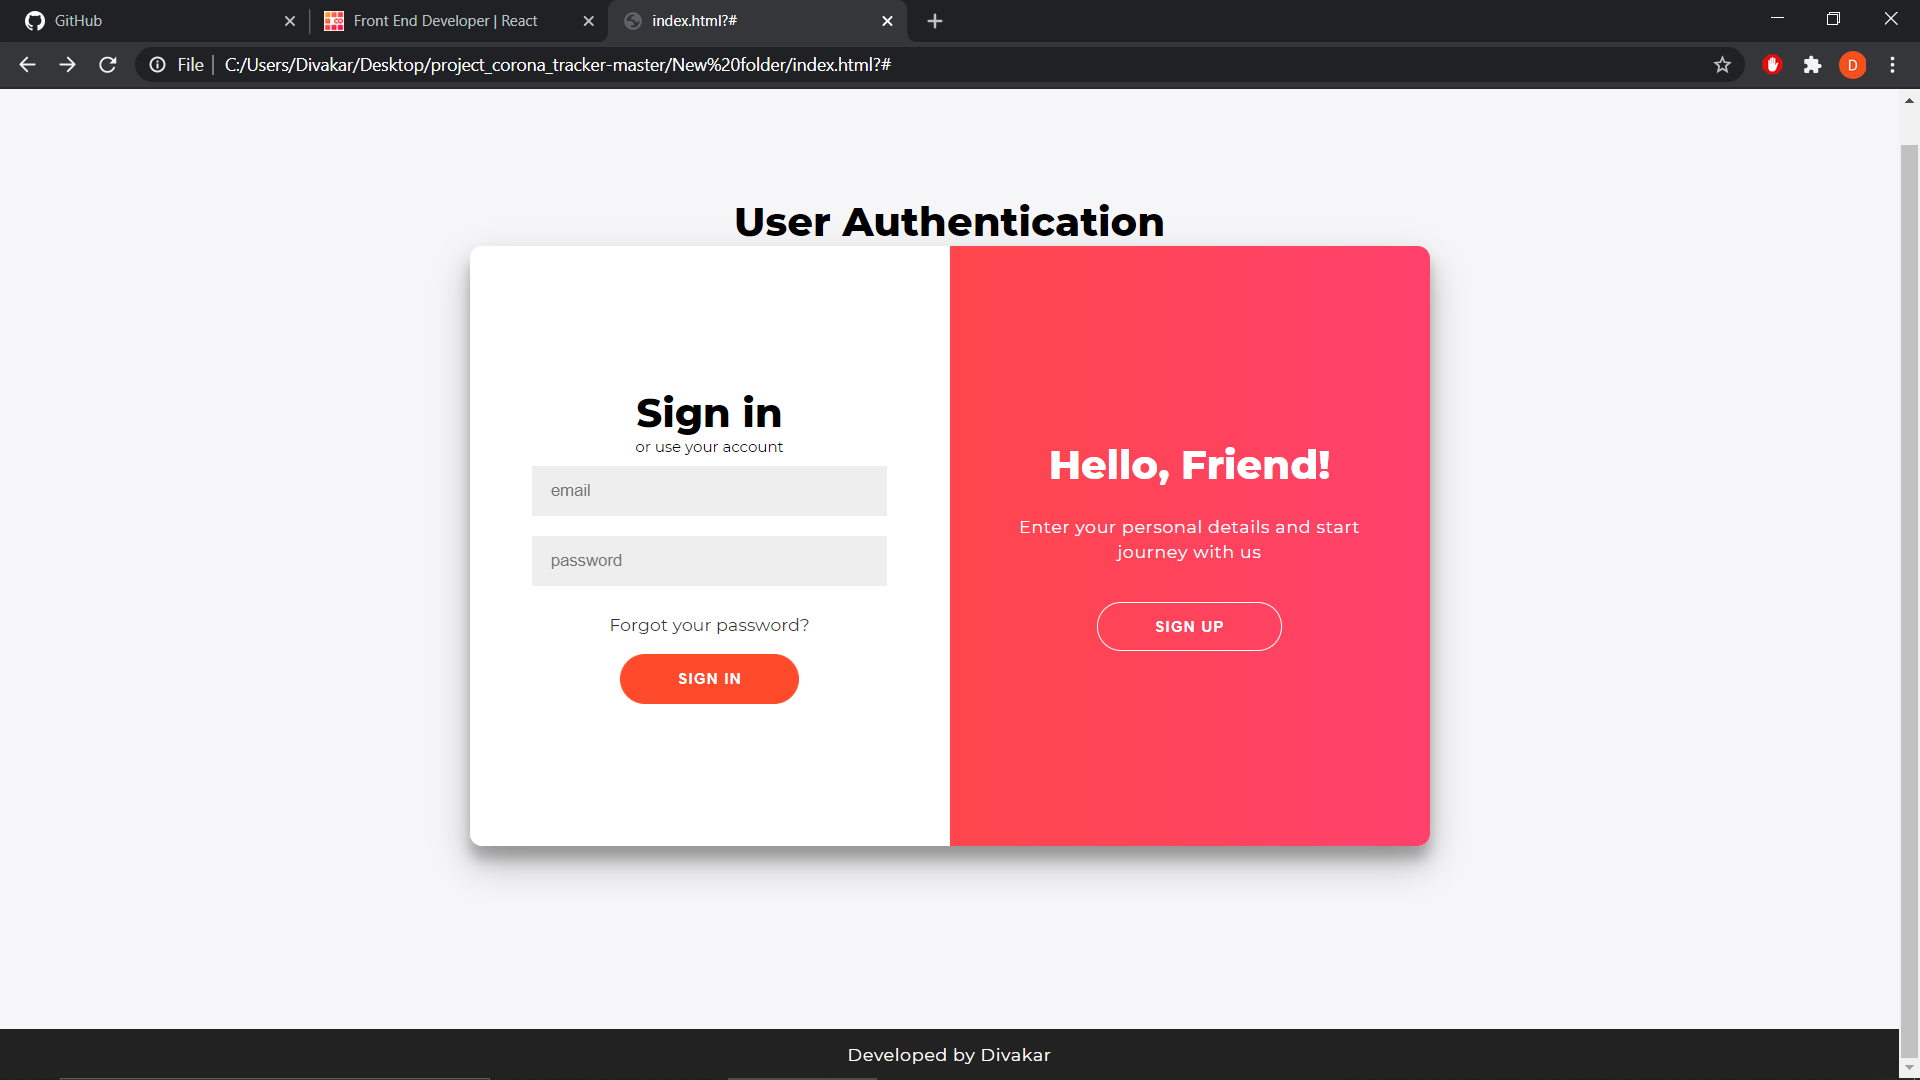 GitHub
Front End Developer | React
index.html?#
File
C:/Users/Divakar/Desktop/project_corona_tracker-master/New%20folder/index.html?#
D
User Authentication
Sign in
or use your account
email
password
Forgot your password?
SIGN IN
Hello, Friend!
Enter your personal details and start
journey with us
SIGN UP
Developed by Divakar